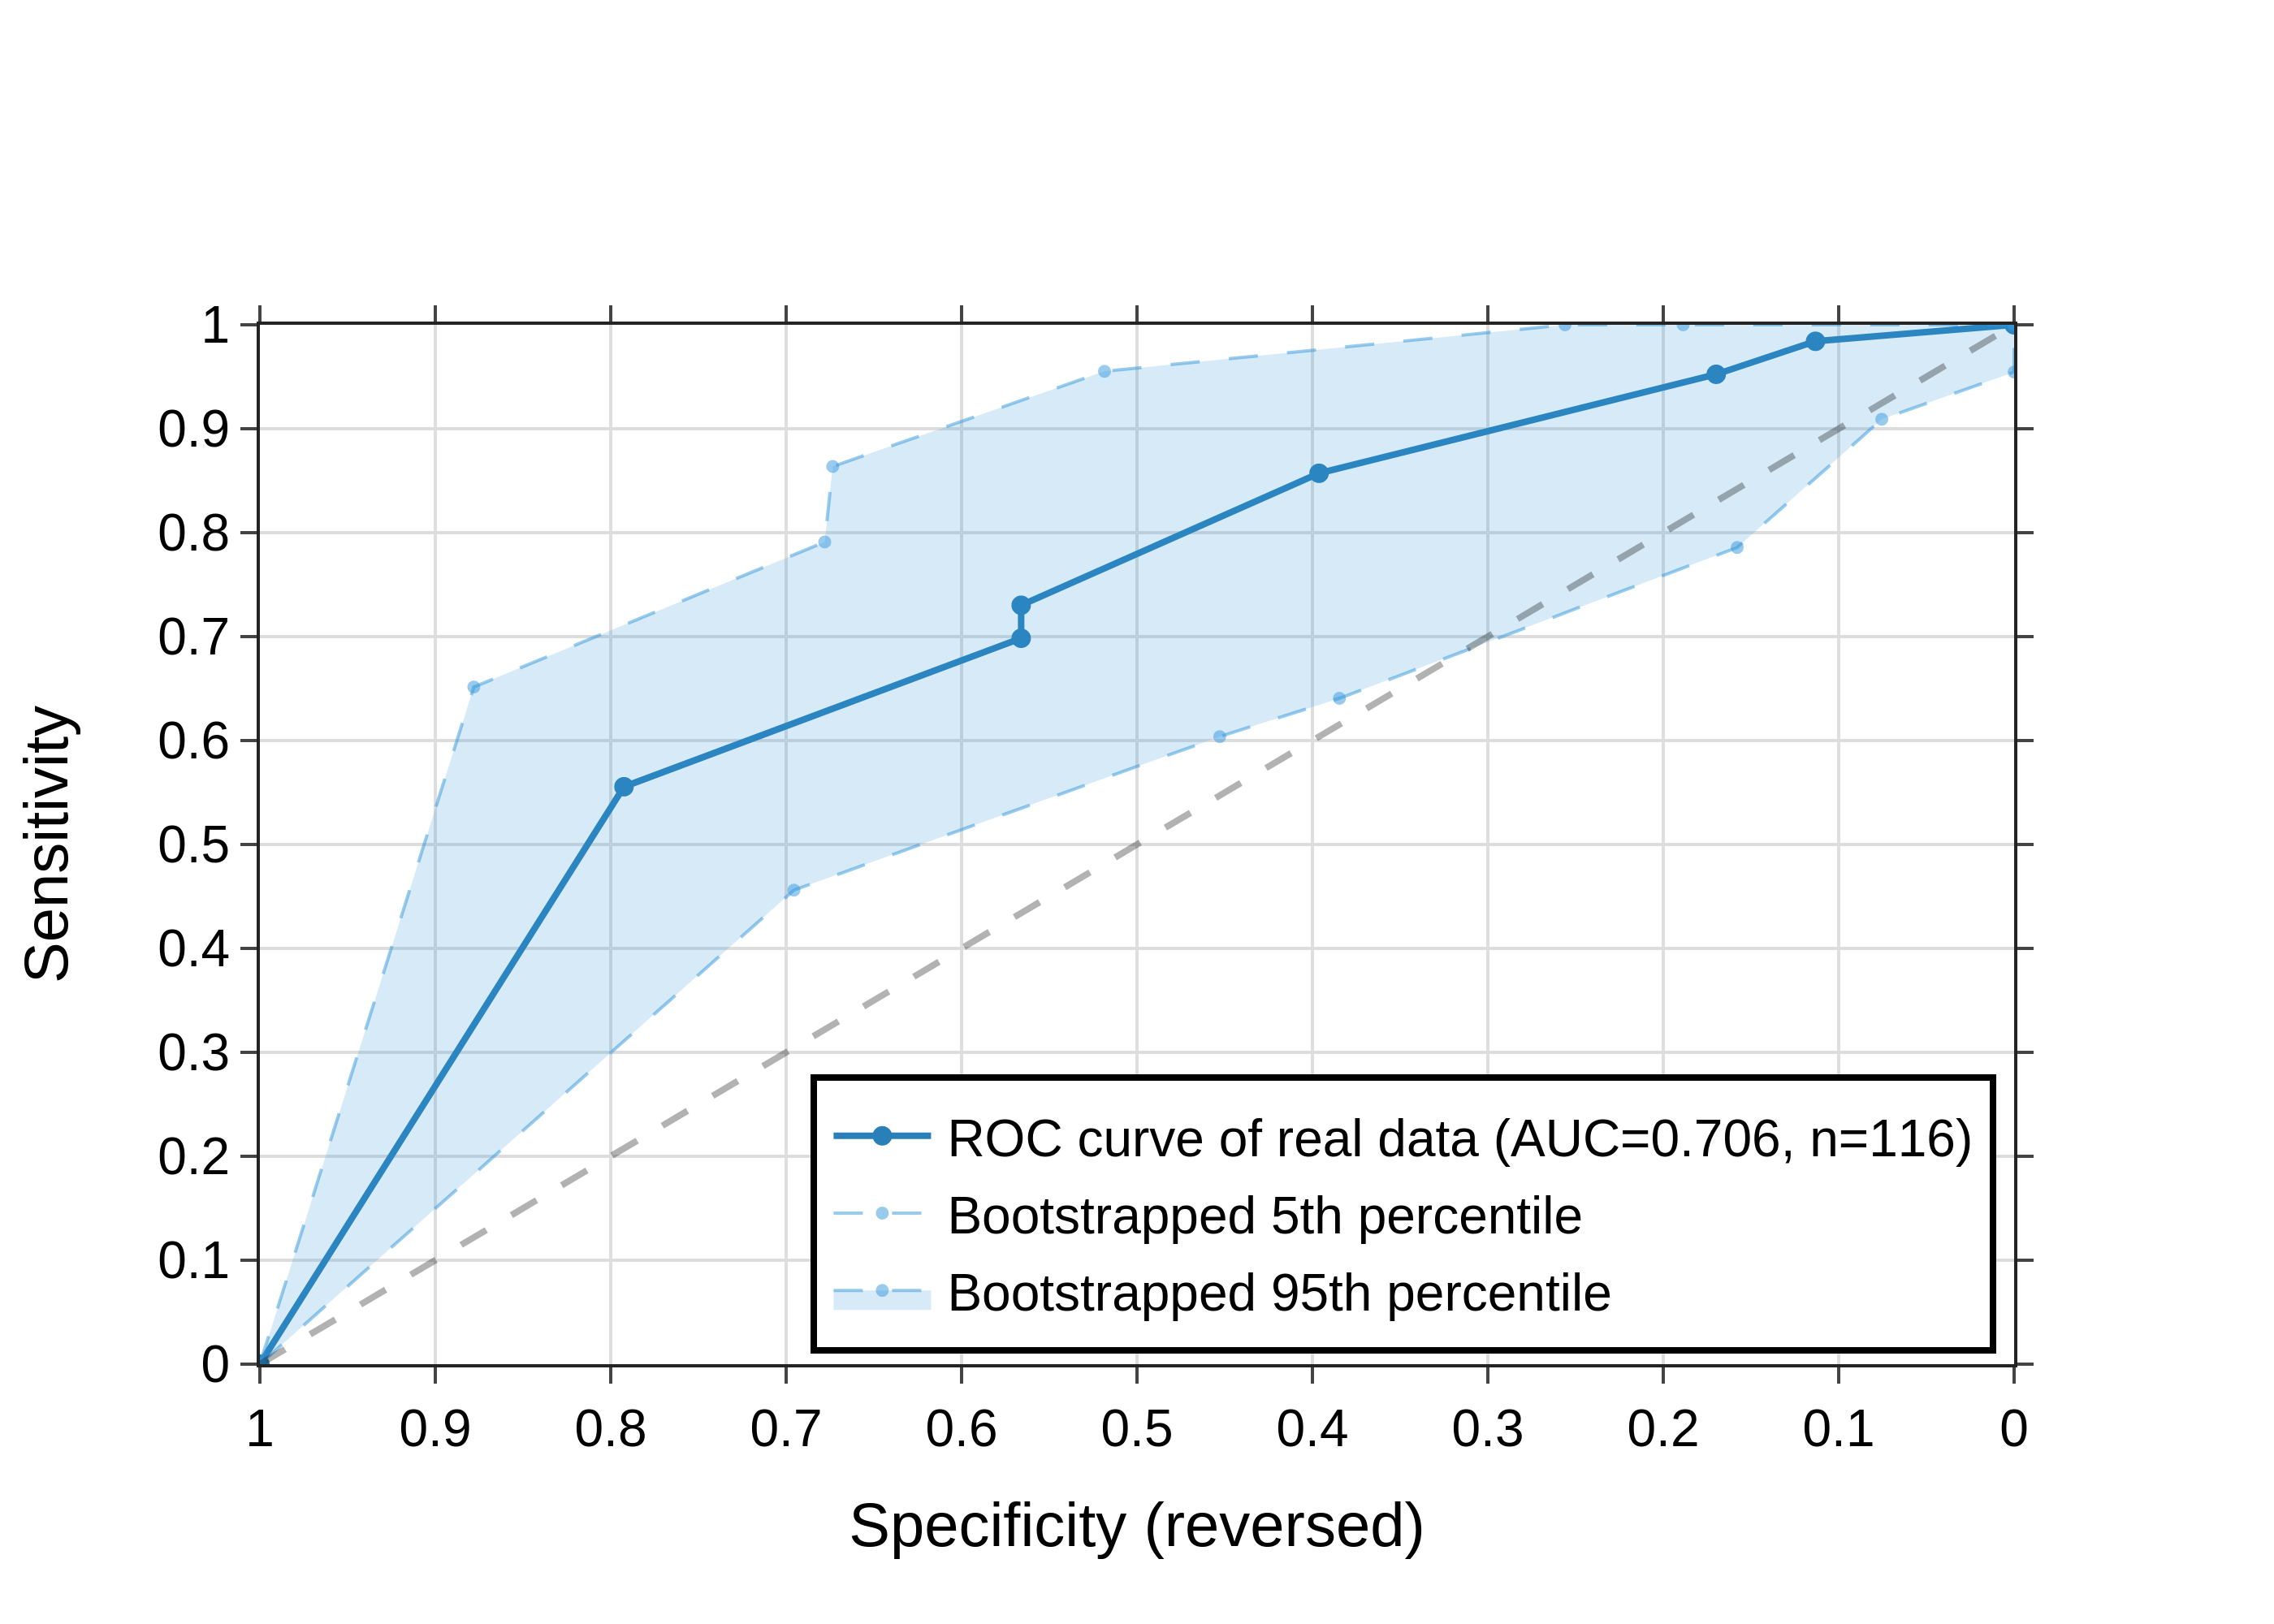 1
0.9
0.8
0.7
0.6
0.5
0.4
0.3
0.2
0.1
0
Sensitivity
ROC curve of real data (AUC=0.706, n=116)
Bootstrapped 5th percentile
Bootstrapped 95th percentile
1 0.9 0.8 0.7 0.6 0.5 0.4 0.3 0.2 0.1 0
Specificity (reversed)